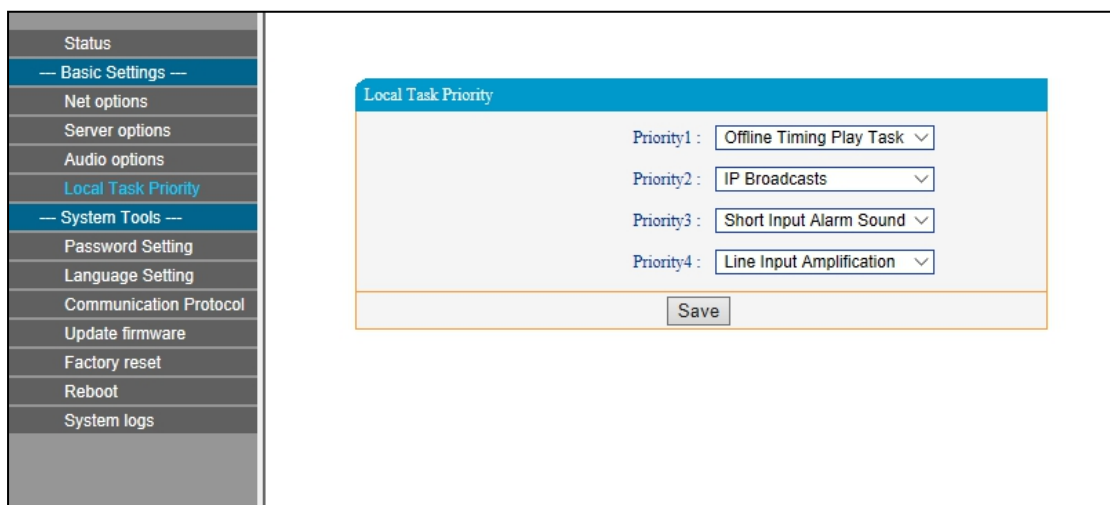 Status
--- Basic Settings ---
Net options
Server options
Audio options
Local Task Priority
--- System Tools ---
Password Setting
Language Setting
Communication Protocol
Update firmware
Factory reset
Reboot
System logs
Local Task Priority
Priority1 : Offline Timing Play Task
Priority2 : IP Broadcasts
Priority3 : Short Input Alarm Sound
Priority4 : Line Input Amplification
Save